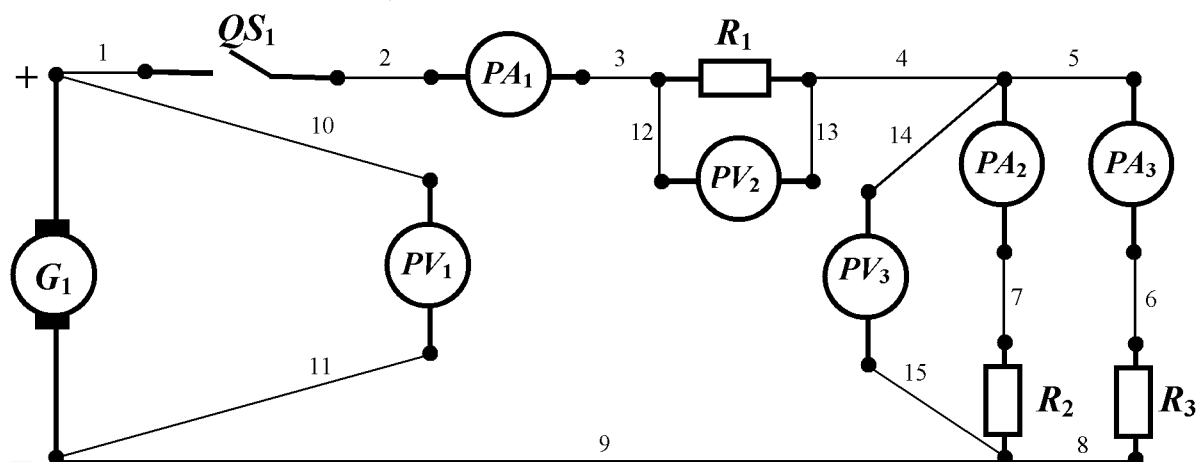 1 QS₁ 2 3 R₁ 4 5
+ PA₁
10 12 PV₂ 13 14 PA₂ PA₃
G₁ PV₁ PV₃
7 6
11 15 R₂ R₃
9 8